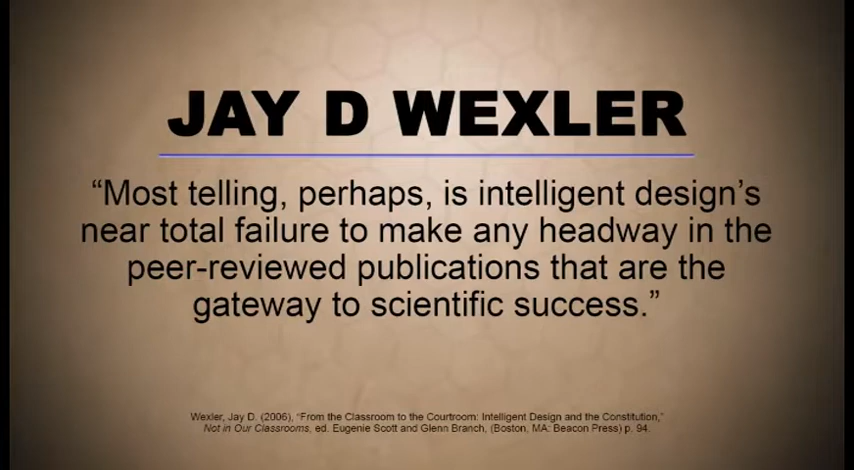 JAY D WEXLER
“Most telling, perhaps, is intelligent design’s
near total failure to make any headway in the
peer-reviewed publications that are the
gateway to scientific success.”
Wexler, Jay D. (2006), “From the Classroom to the Courtroom: Intelligent Design and the Constitution,”
Not in Our Classrooms, ed. Eugenie Scott and Glenn Branch, (Boston, MA: Beacon Press) p. 94.